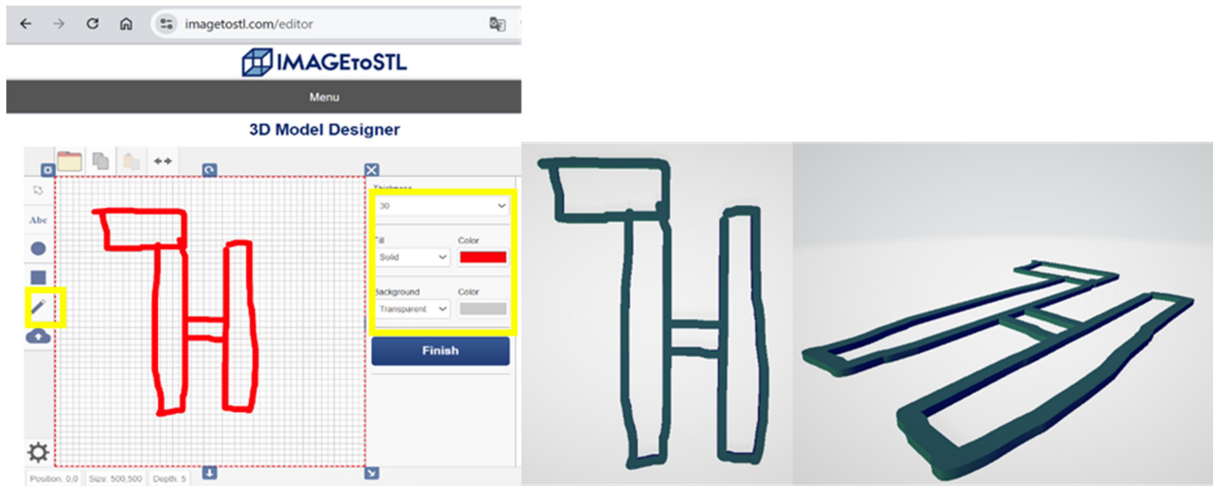 imagetostl.com/editor
IMAGEtoSTL
Menu
3D Model Designer
Thickness
Abc
30
Fill Color
Solid
Background Color
Transparent
Finish
Position: 0,0 Size: 500,500 Depth: 5